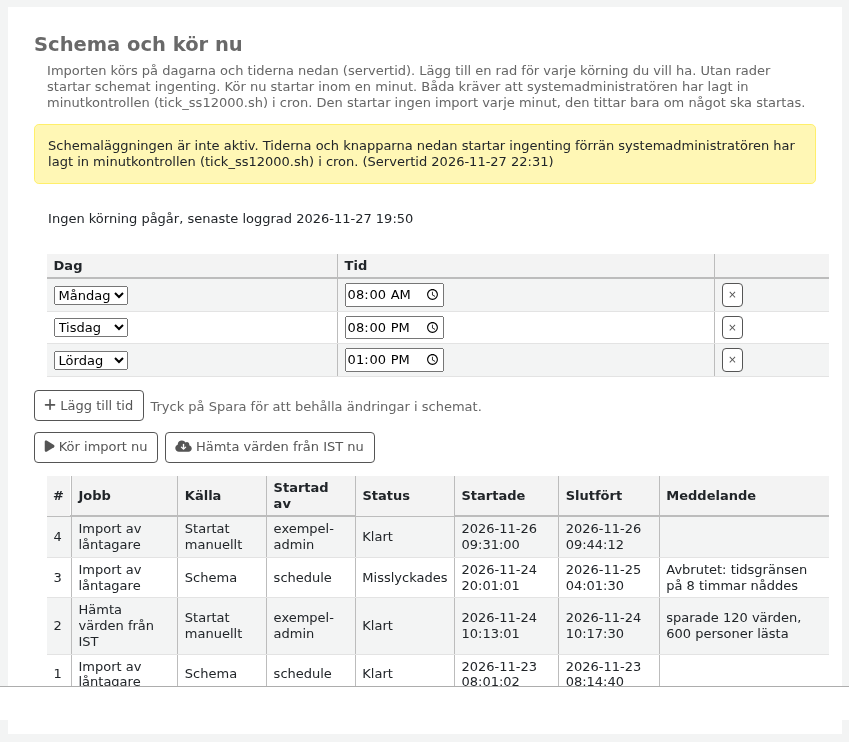 Schema och kör nu
Importen körs på dagarna och tiderna nedan (servertid). Lägg till en rad för varje körning du vill ha. Utan rader
startar schemat ingenting. Kör nu startar inom en minut. Båda kräver att systemadministratören har lagt in
minutkontrollen (tick_ss12000.sh) i cron. Den startar ingen import varje minut, den tittar bara om något ska startas.
Schemaläggningen är inte aktiv. Tiderna och knapparna nedan startar ingenting förrän systemadministratören har
lagt in minutkontrollen (tick_ss12000.sh) i cron. (Servertid 2026-11-27 22:31)
Ingen körning pågår, senaste loggrad 2026-11-27 19:50
Dag Tid
Måndag 08:00 AM ×
Tisdag 08:00 PM ×
Lördag 01:00 PM ×
+ Lägg till tid Tryck på Spara för att behålla ändringar i schemat.
Kör import nu Hämta värden från IST nu
# Jobb Källa Startad av Status Startade Slutfört Meddelande
4 Import av låntagare Startat manuellt exempel-admin Klart 2026-11-26 09:31:00 2026-11-26 09:44:12
3 Import av låntagare Schema schedule Misslyckades 2026-11-24 20:01:01 2026-11-25 04:01:30 Avbrutet: tidsgränsen på 8 timmar nåddes
2 Hämta värden från IST Startat manuellt exempel-admin Klart 2026-11-24 10:13:01 2026-11-24 10:17:30 sparade 120 värden, 600 personer lästa
1 Import av låntagare Schema schedule Klart 2026-11-23 08:01:02 2026-11-23 08:14:40